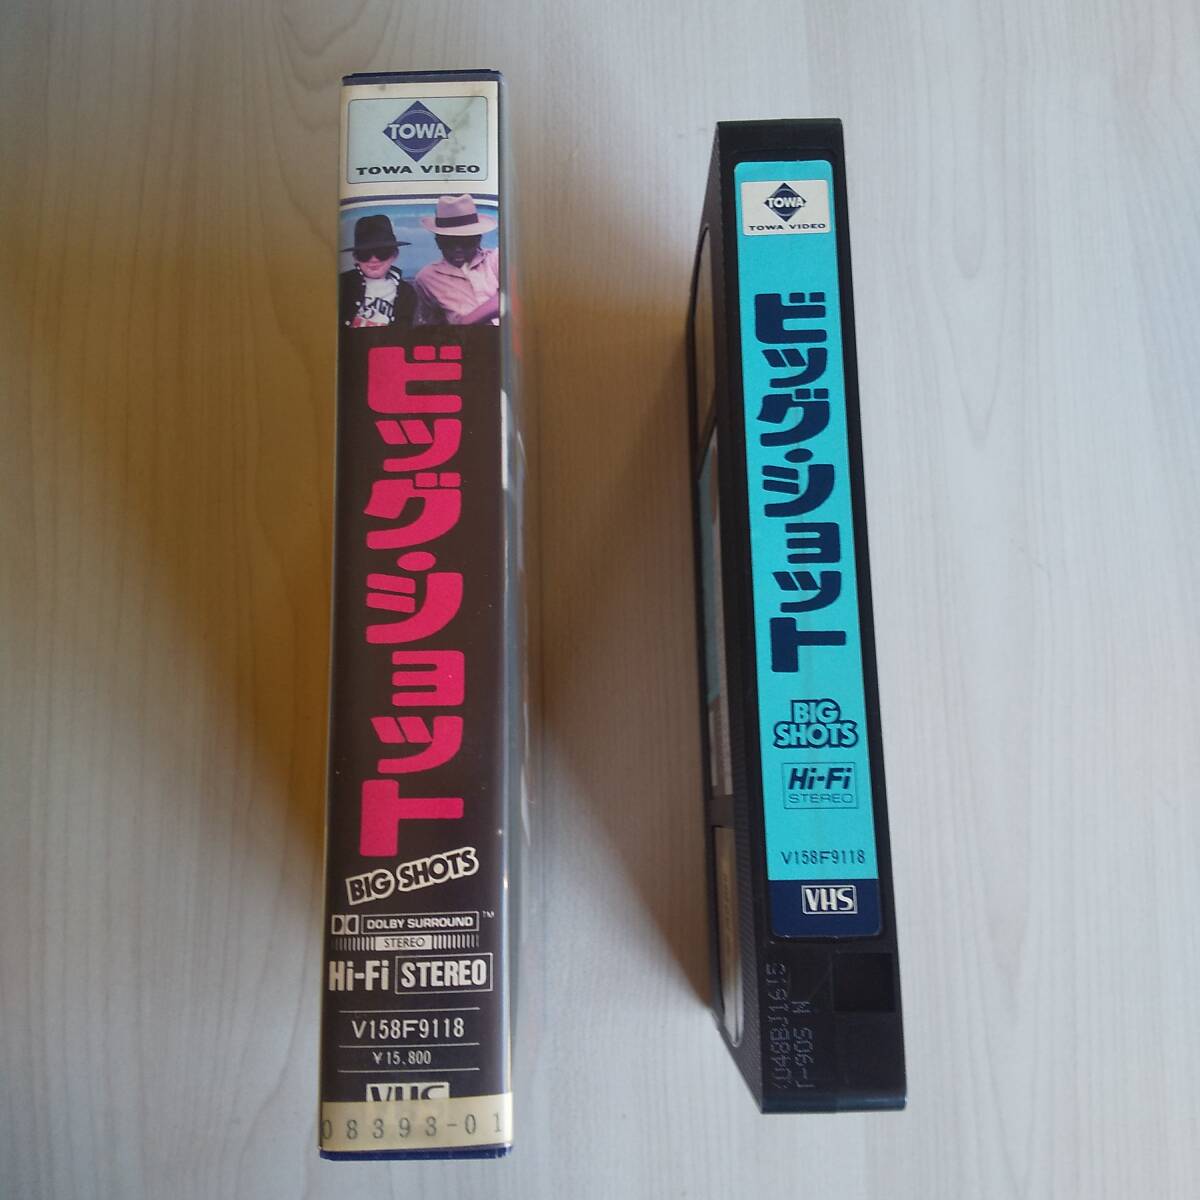 TOWA
TOWA VIDEO
ビッグ・ショット
BIG SHOTS
DOLBY SURROUND ™
STEREO
Hi-Fi STEREO
V158F9118
¥15.800
VHS
08393-01
TOWA
TOWA VIDEO
ビッグ・ショット
BIG
SHOTS
Hi-Fi
STEREO
V158F9118
VHS
T-90S N